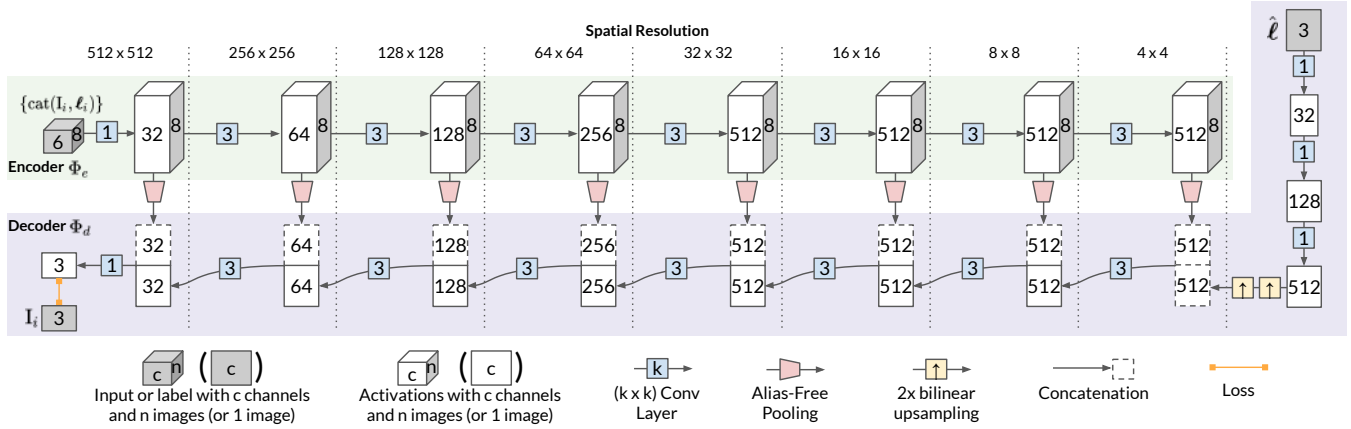 Spatial Resolution
512 x 512 256 x 256 128 x 128 64 x 64 32 x 32 16 x 16 8 x 8 4 x 4
{cat(I_i, ℓ_i)}
6 8 1 32 8 3 64 8 3 128 8 3 256 8 3 512 8 3 512 8 3 512 8 3 512 8
Encoder Φ_e
Decoder Φ_d
32 64 128 256 512 512 512 512
3 1 32 3 64 3 128 3 256 3 512 3 512 3 512 3 512 ↑ ↑ 512
I_i 3
ℓ̂ 3
1
32
1
128
1
c n ( c )
Input or label with c channels
and n images (or 1 image)
c n ( c )
Activations with c channels
and n images (or 1 image)
k
(k x k) Conv
Layer
Alias-Free
Pooling
↑
2x bilinear
upsampling
Concatenation
Loss